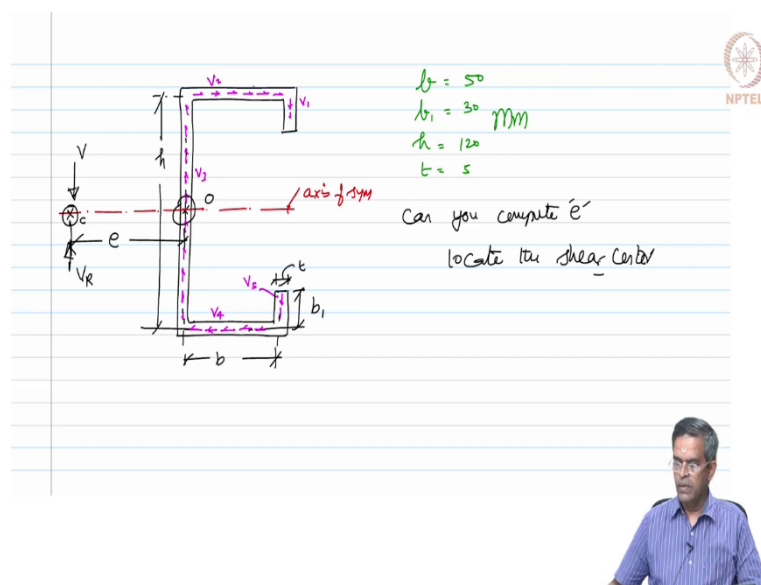 V2
V1
h
V3
V
O
axis of sym
C
e
VR
V5
t
V4
b1
b
b = 50
b1 = 30
mm
h = 120
t = 5
Can you compute 'e'
locate the shear center
NPTEL